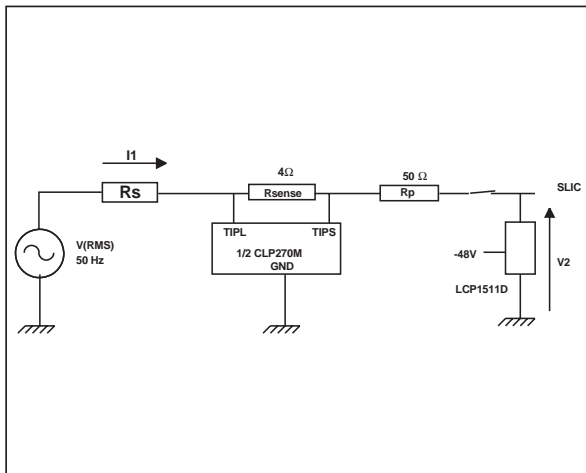 I1
4Ω
50 Ω
Rs
Rsense
Rp
SLIC
TIPL
TIPS
V(RMS)
50 Hz
1/2 CLP270M
GND
-48V
V2
LCP1511D